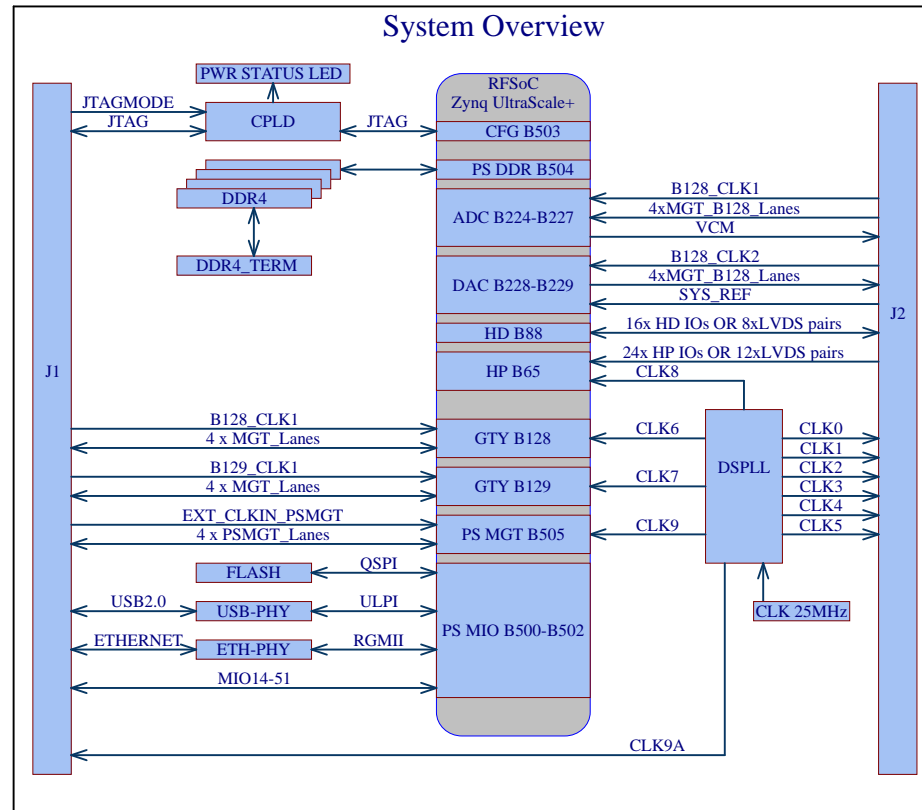 System Overview
PWR STATUS LED
RFSoC
Zynq UltraScale+
JTAGMODE
JTAG
CPLD
JTAG
CFG B503
PS DDR B504
DDR4
DDR4_TERM
ADC B224-B227
B128_CLK1
4xMGT_B128_Lanes
VCM
DAC B228-B229
B128_CLK2
4xMGT_B128_Lanes
SYS_REF
HD B88
16x HD IOs OR 8xLVDS pairs
HP B65
24x HP IOs OR 12xLVDS pairs
CLK8
J1
J2
B128_CLK1
4 x MGT_Lanes
GTY B128
CLK6
DSPLL
CLK0
CLK1
CLK2
CLK3
CLK4
CLK5
B129_CLK1
4 x MGT_Lanes
GTY B129
CLK7
EXT_CLKIN_PSMGT
4 x PSMGT_Lanes
PS MGT B505
CLK9
FLASH
QSPI
USB2.0
USB-PHY
ULPI
PS MIO B500-B502
CLK 25MHz
ETHERNET
ETH-PHY
RGMII
MIO14-51
CLK9A